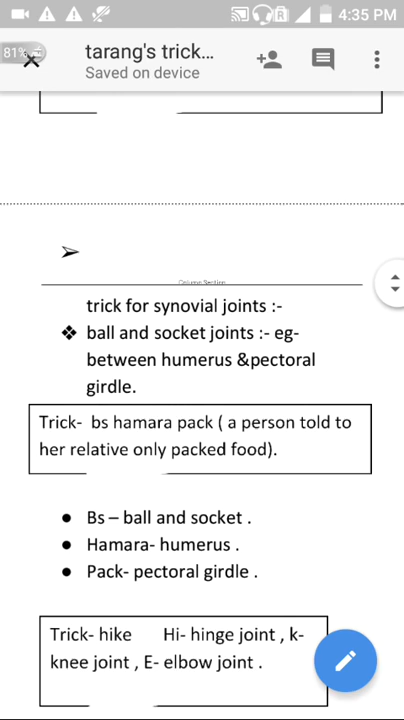 4:35 PM
81%
tarang's trick...
Saved on device
Column Section
trick for synovial joints :-
❖ ball and socket joints :- eg-
between humerus &pectoral
girdle.
Trick- bs hamara pack ( a person told to
her relative only packed food).
● Bs – ball and socket .
● Hamara- humerus .
● Pack- pectoral girdle .
Trick- hike Hi- hinge joint , k-
knee joint , E- elbow joint .